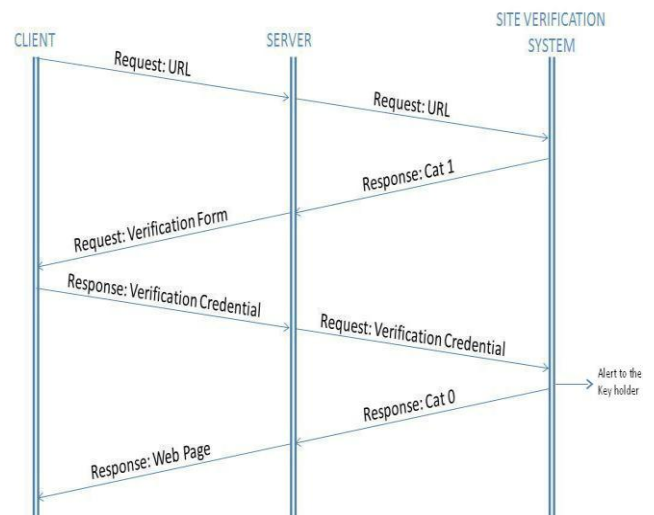 CLIENT
SERVER
SITE VERIFICATION
SYSTEM
Request: URL
Request: URL
Response: Cat 1
Request: Verification Form
Response: Verification Credential
Request: Verification Credential
Alert to the
Key holder
Response: Cat 0
Response: Web Page